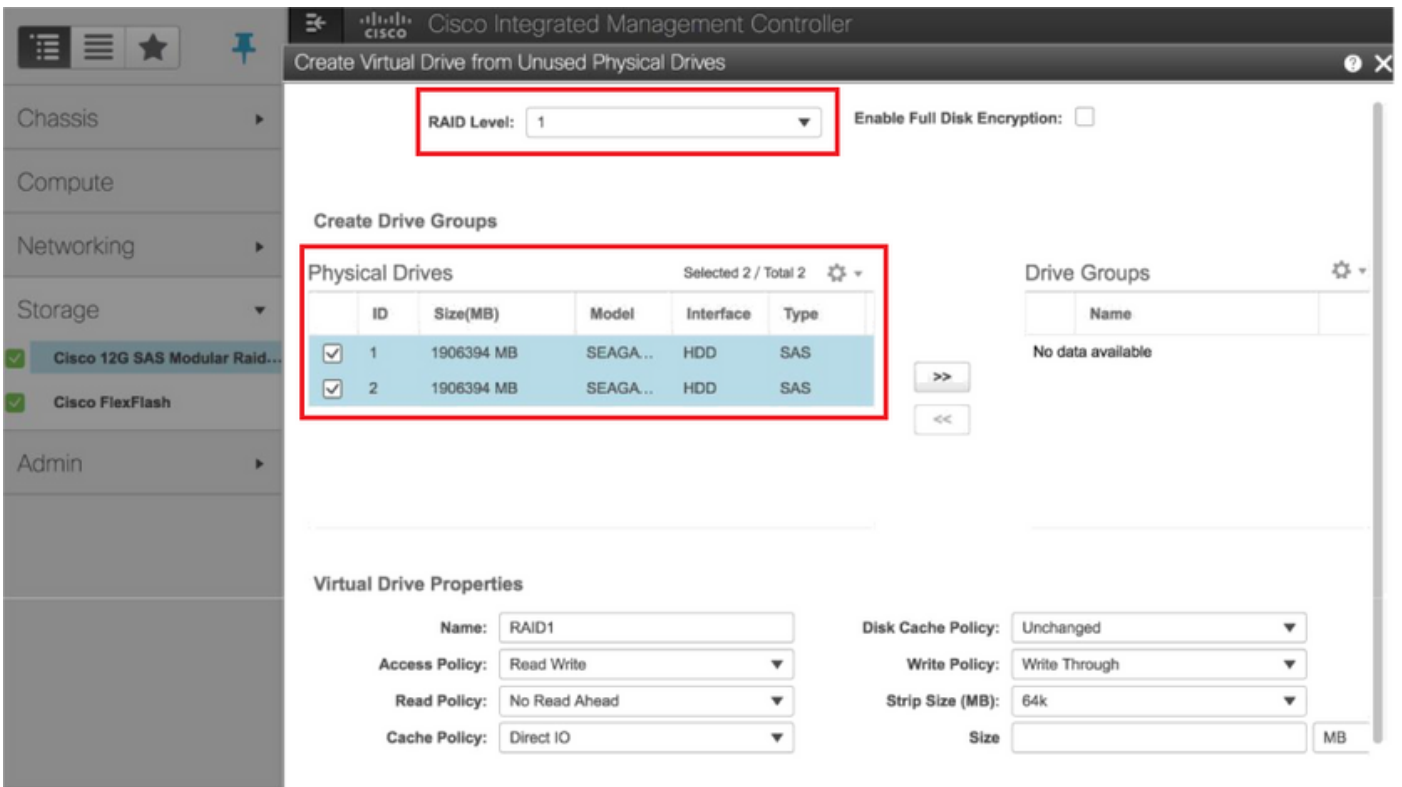 cisco Cisco Integrated Management Controller
Create Virtual Drive from Unused Physical Drives
Chassis
Compute
Networking
Storage
Cisco 12G SAS Modular Raid...
Cisco FlexFlash
Admin
RAID Level: 1
Enable Full Disk Encryption:
Create Drive Groups
Physical Drives Selected 2 / Total 2
ID Size(MB) Model Interface Type
1 1906394 MB SEAGA... HDD SAS
2 1906394 MB SEAGA... HDD SAS
>>
<<
Drive Groups
Name
No data available
Virtual Drive Properties
Name: RAID1
Disk Cache Policy: Unchanged
Access Policy: Read Write
Write Policy: Write Through
Read Policy: No Read Ahead
Strip Size (MB): 64k
Cache Policy: Direct IO
Size MB